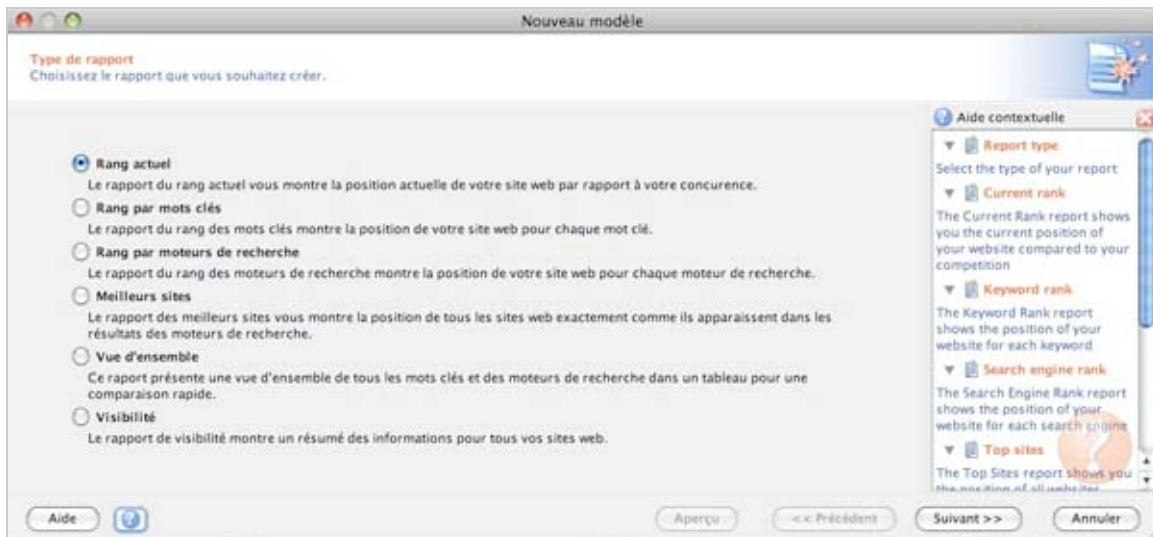 Nouveau modèle
Type de rapport
Choisissez le rapport que vous souhaitez créer.
Rang actuel
Le rapport du rang actuel vous montre la position actuelle de votre site web par rapport à votre concurence.
Rang par mots clés
Le rapport du rang des mots clés montre la position de votre site web pour chaque mot clé.
Rang par moteurs de recherche
Le rapport du rang des moteurs de recherche montre la position de votre site web pour chaque moteur de recherche.
Meilleurs sites
Le rapport des meilleurs sites vous montre la position de tous les sites web exactement comme ils apparaissent dans les
résultats des moteurs de recherche.
Vue d'ensemble
Ce raport présente une vue d'ensemble de tous les mots clés et des moteurs de recherche dans un tableau pour une
comparaison rapide.
Visibilité
Le rapport de visibilité montre un résumé des informations pour tous vos sites web.
Aide contextuelle
Report type
Select the type of your report
Current rank
The Current Rank report shows
you the current position of
your website compared to your
competition
Keyword rank
The Keyword Rank report
shows the position of your
website for each keyword
Search engine rank
The Search Engine Rank report
shows the position of your
website for each search engine
Top sites
The Top Sites report shows you
the position of all websites
Aide
?
Aperçu
<< Précédent
Suivant >>
Annuler